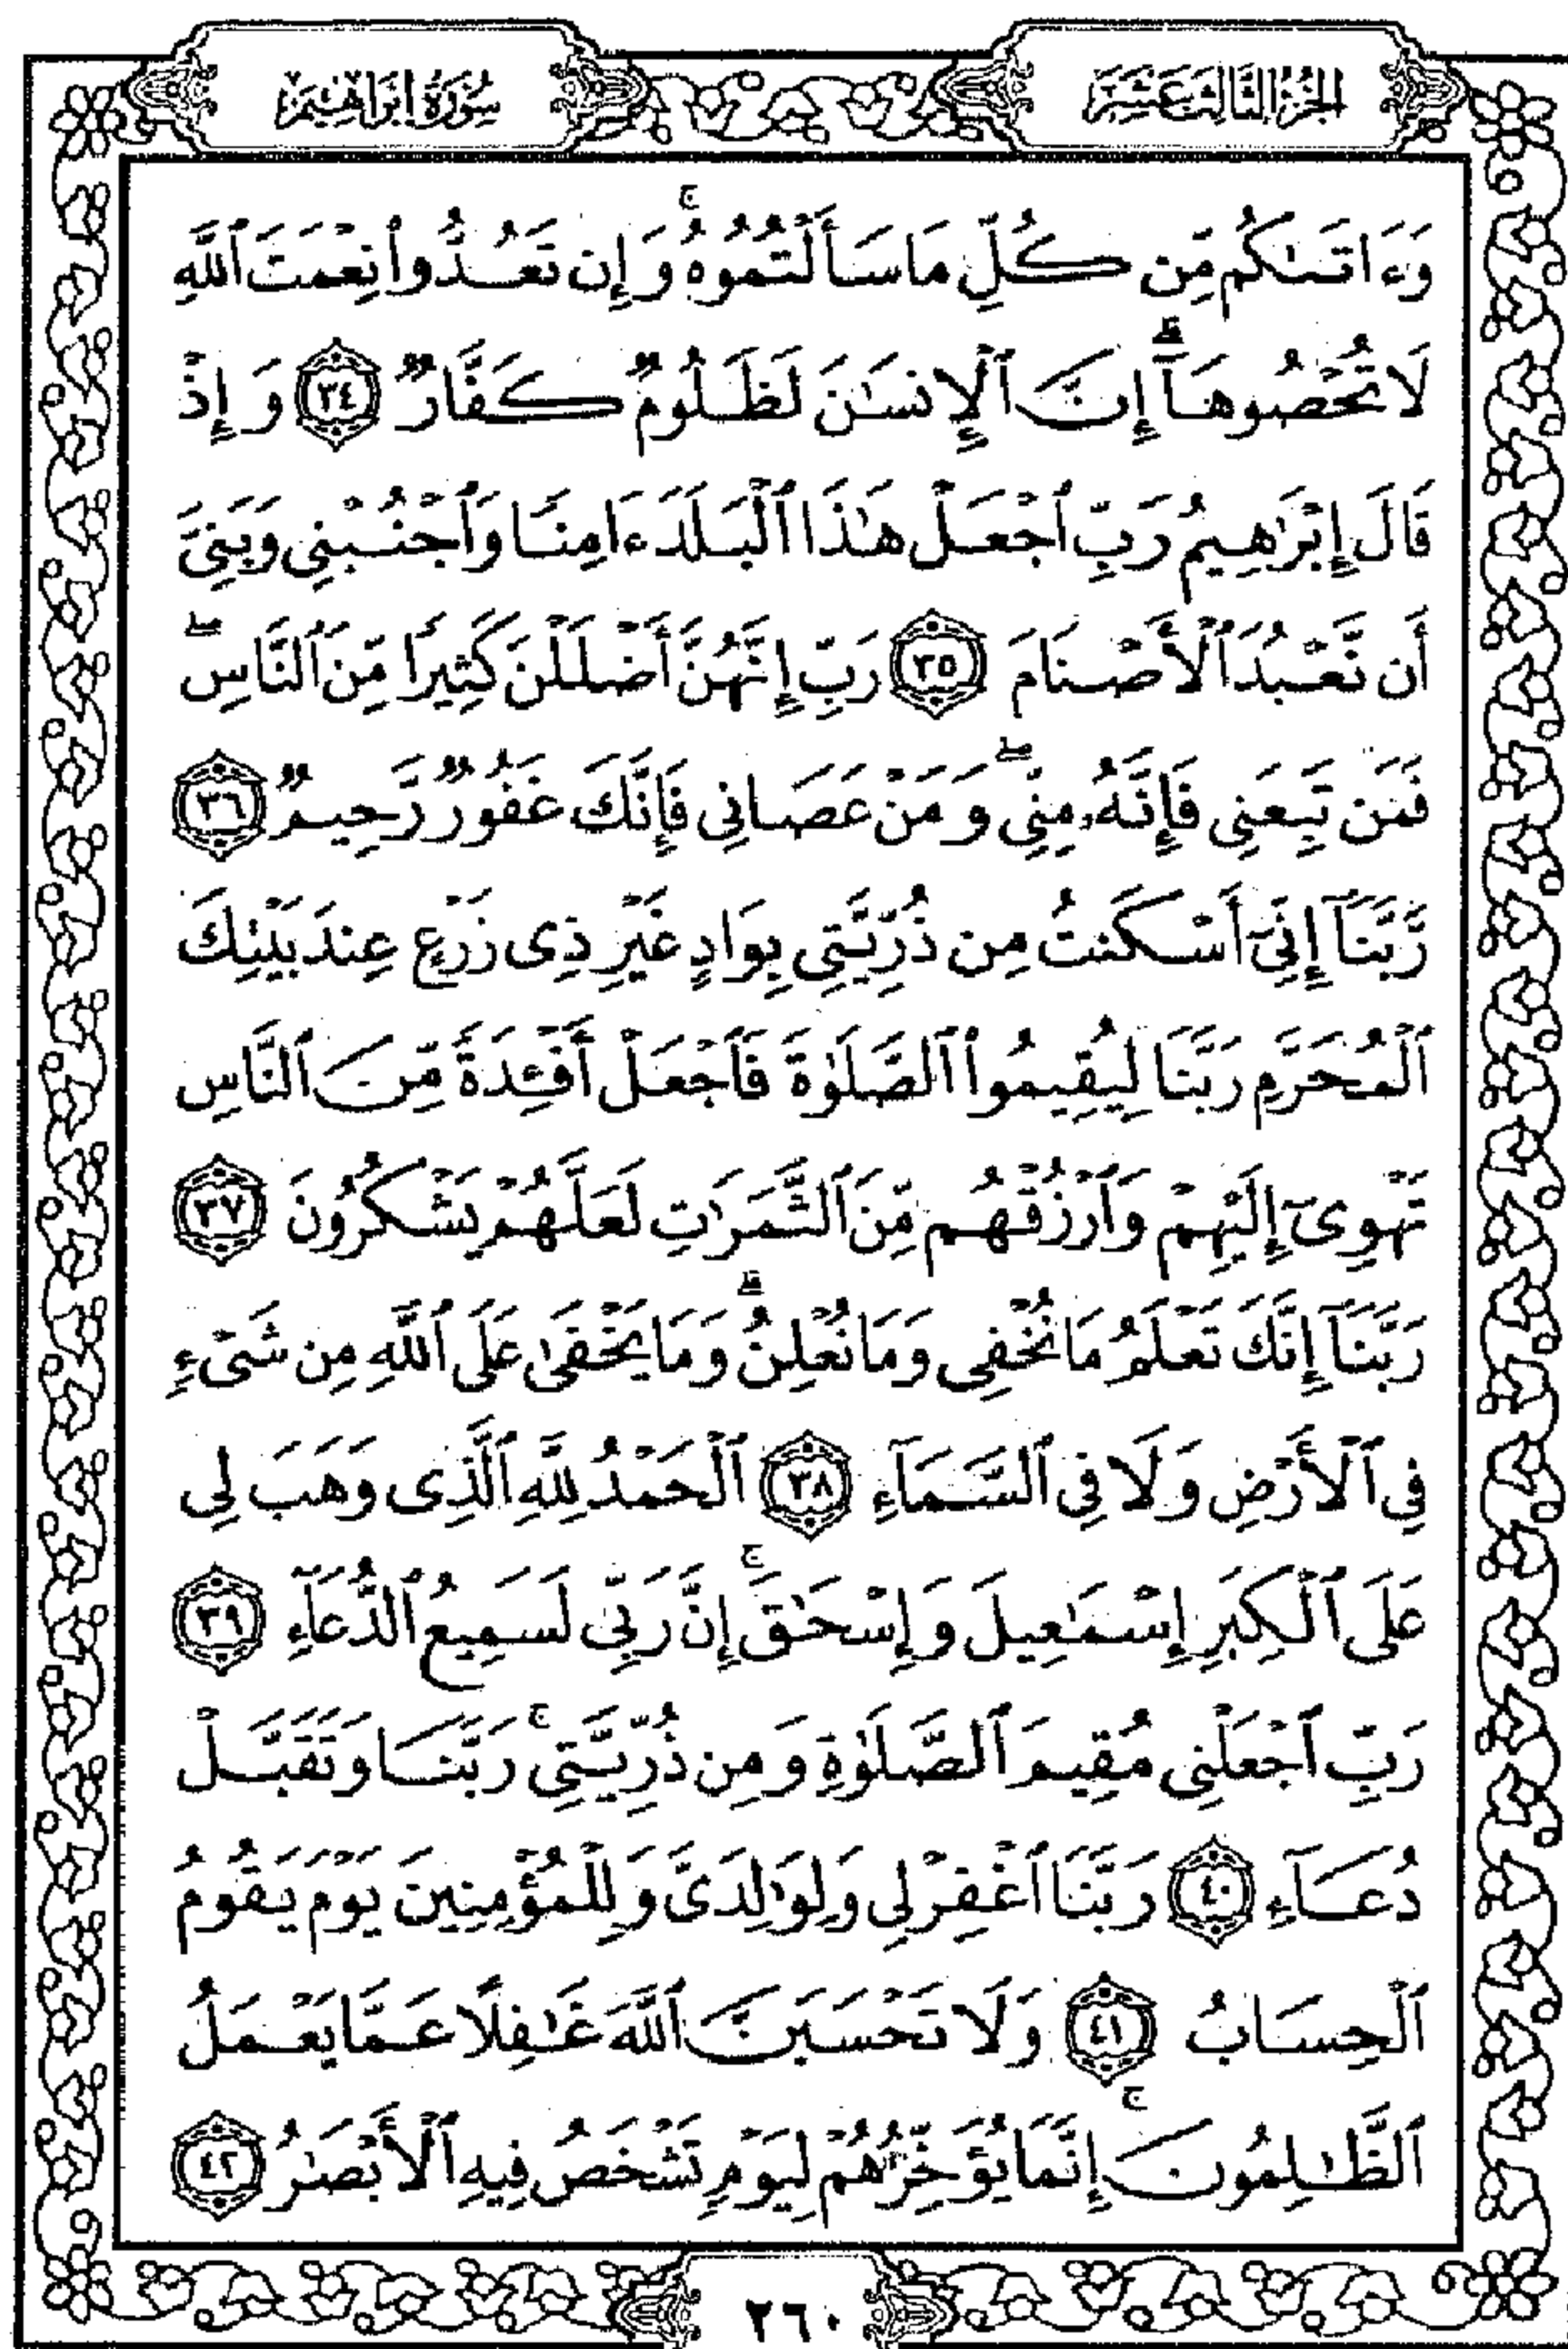 الجزء الثالث عشر
سورة إبراهيم
وَءَاتَىٰكُم مِّن كُلِّ مَا سَأَلْتُمُوهُ ۚ وَإِن تَعُدُّوا۟ نِعْمَتَ ٱللَّهِ
لَا تُحْصُوهَآ ۗ إِنَّ ٱلْإِنسَٰنَ لَظَلُومٌ كَفَّارٌ ٣٤ وَإِذْ
قَالَ إِبْرَٰهِيمُ رَبِّ ٱجْعَلْ هَٰذَا ٱلْبَلَدَ ءَامِنًا وَٱجْنُبْنِى وَبَنِىَّ
أَن نَّعْبُدَ ٱلْأَصْنَامَ ٣٥ رَبِّ إِنَّهُنَّ أَضْلَلْنَ كَثِيرًا مِّنَ ٱلنَّاسِ ۖ
فَمَن تَبِعَنِى فَإِنَّهُۥ مِنِّى ۖ وَمَنْ عَصَانِى فَإِنَّكَ غَفُورٌ رَّحِيمٌ ٣٦
رَّبَّنَآ إِنِّىٓ أَسْكَنتُ مِن ذُرِّيَّتِى بِوَادٍ غَيْرِ ذِى زَرْعٍ عِندَ بَيْتِكَ
ٱلْمُحَرَّمِ رَبَّنَا لِيُقِيمُوا۟ ٱلصَّلَوٰةَ فَٱجْعَلْ أَفْـِٔدَةً مِّنَ ٱلنَّاسِ
تَهْوِىٓ إِلَيْهِمْ وَٱرْزُقْهُم مِّنَ ٱلثَّمَرَٰتِ لَعَلَّهُمْ يَشْكُرُونَ ٣٧
رَبَّنَآ إِنَّكَ تَعْلَمُ مَا نُخْفِى وَمَا نُعْلِنُ ۗ وَمَا يَخْفَىٰ عَلَى ٱللَّهِ مِن شَىْءٍ
فِى ٱلْأَرْضِ وَلَا فِى ٱلسَّمَآءِ ٣٨ ٱلْحَمْدُ لِلَّهِ ٱلَّذِى وَهَبَ لِى
عَلَى ٱلْكِبَرِ إِسْمَٰعِيلَ وَإِسْحَٰقَ ۚ إِنَّ رَبِّى لَسَمِيعُ ٱلدُّعَآءِ ٣٩
رَبِّ ٱجْعَلْنِى مُقِيمَ ٱلصَّلَوٰةِ وَمِن ذُرِّيَّتِى ۚ رَبَّنَا وَتَقَبَّلْ
دُعَآءِ ٤٠ رَبَّنَا ٱغْفِرْ لِى وَلِوَٰلِدَىَّ وَلِلْمُؤْمِنِينَ يَوْمَ يَقُومُ
ٱلْحِسَابُ ٤١ وَلَا تَحْسَبَنَّ ٱللَّهَ غَٰفِلًا عَمَّا يَعْمَلُ
ٱلظَّٰلِمُونَ ۚ إِنَّمَا يُؤَخِّرُهُمْ لِيَوْمٍ تَشْخَصُ فِيهِ ٱلْأَبْصَٰرُ ٤٢
٢٦٠